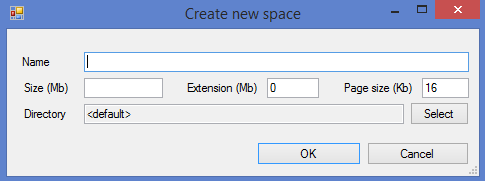 Create new space
Name
Size (Mb) Extension (Mb) 0 Page size (Kb) 16
Directory <default> Select
OK Cancel